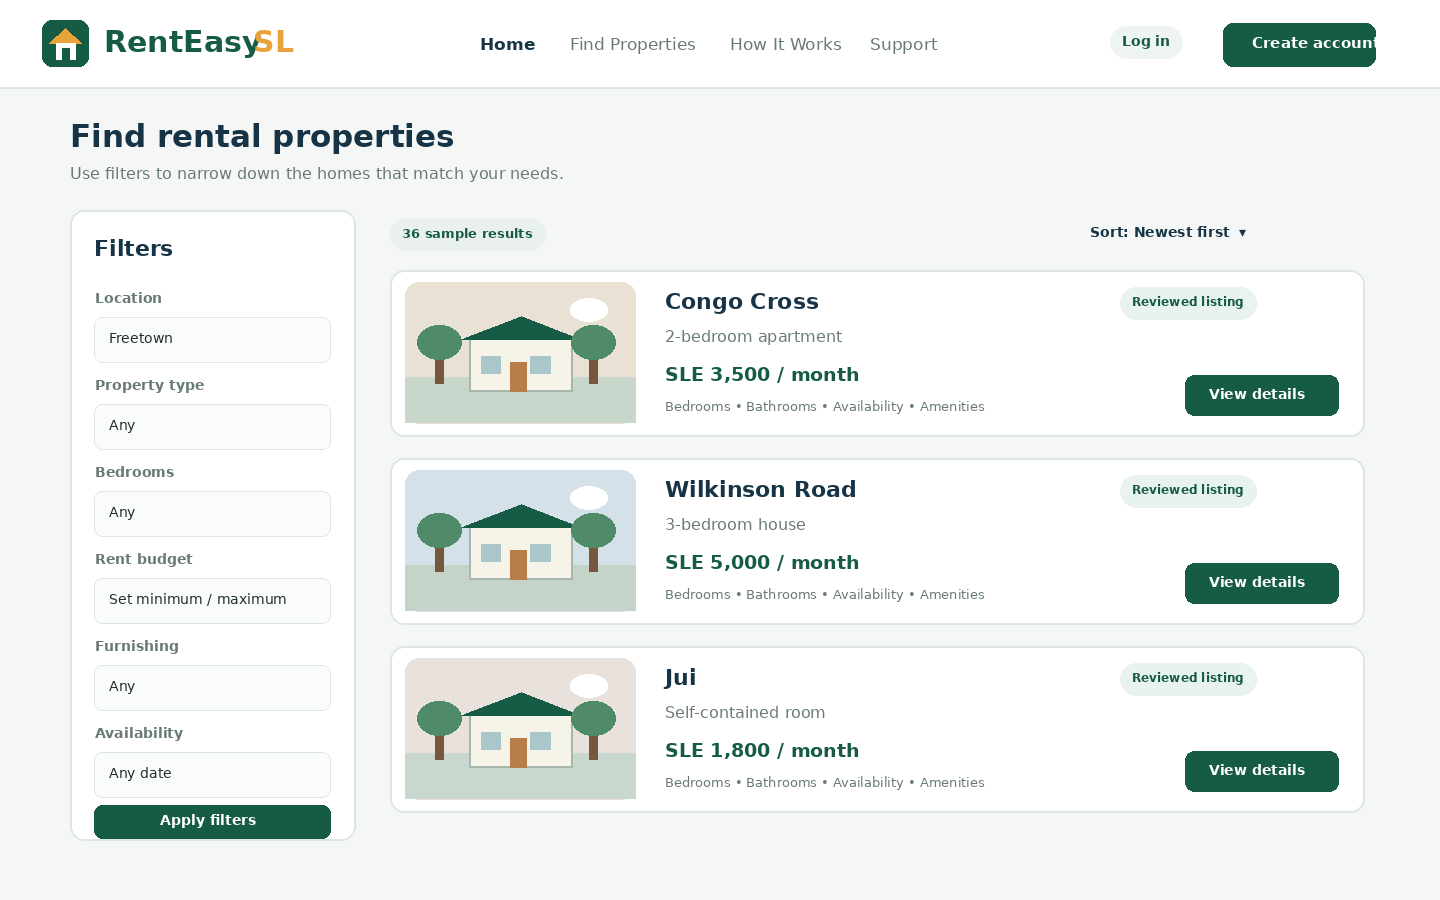 RentEasySL
Home Find Properties How It Works Support
Log in
Create account
Find rental properties
Use filters to narrow down the homes that match your needs.
Filters
Location
Freetown
Property type
Any
Bedrooms
Any
Rent budget
Set minimum / maximum
Furnishing
Any
Availability
Any date
Apply filters
36 sample results
Sort: Newest first ▾
Congo Cross
Reviewed listing
2-bedroom apartment
SLE 3,500 / month
Bedrooms • Bathrooms • Availability • Amenities
View details
Wilkinson Road
Reviewed listing
3-bedroom house
SLE 5,000 / month
Bedrooms • Bathrooms • Availability • Amenities
View details
Jui
Reviewed listing
Self-contained room
SLE 1,800 / month
Bedrooms • Bathrooms • Availability • Amenities
View details